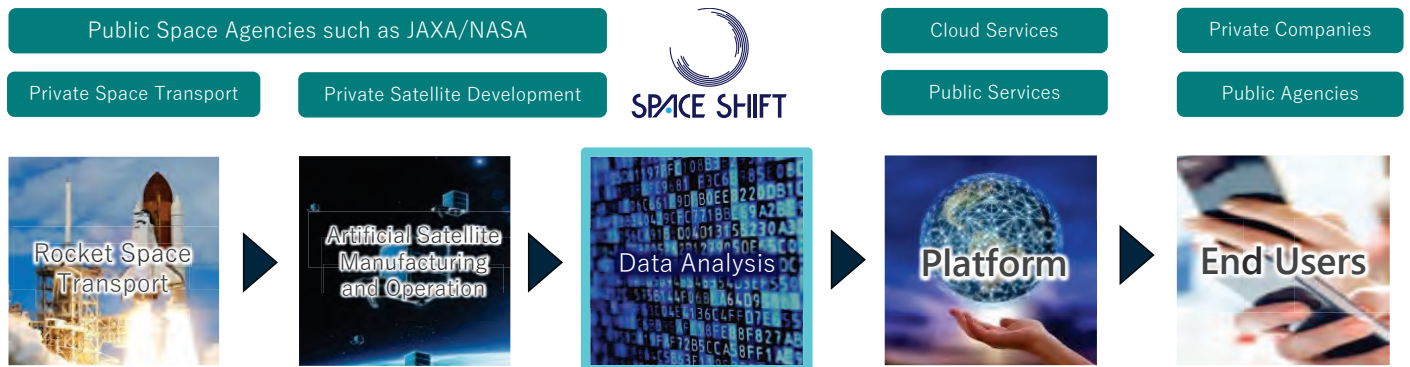 Public Space Agencies such as JAXA/NASA
Private Space Transport
Private Satellite Development
SPACE SHIFT
Cloud Services
Public Services
Private Companies
Public Agencies
Rocket Space
Transport
Artificial Satellite
Manufacturing
and Operation
Data Analysis
Platform
End Users